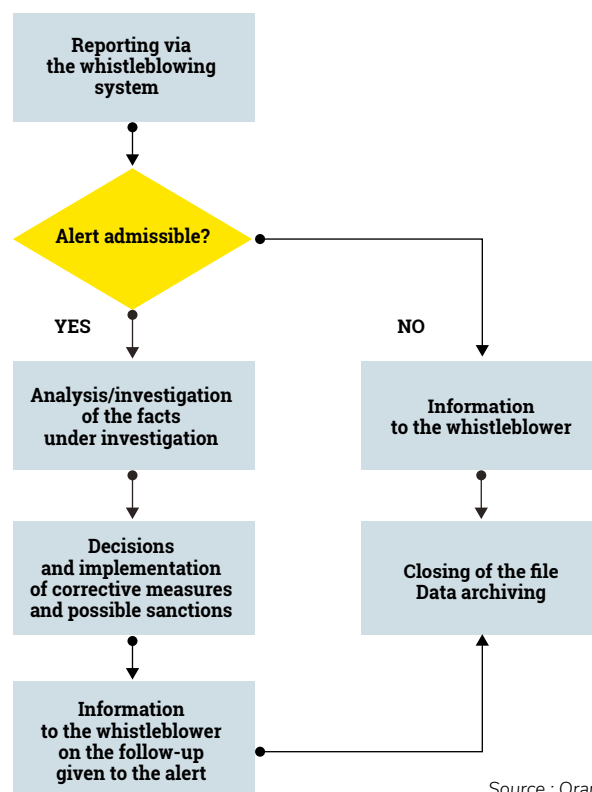 Reporting via
the whistleblowing
system
Alert admissible?
YES
NO
Analysis/investigation
of the facts
under investigation
Information
to the whistleblower
Decisions
and implementation
of corrective measures
and possible sanctions
Closing of the file
Data archiving
Information
to the whistleblower
on the follow-up
given to the alert
Source :